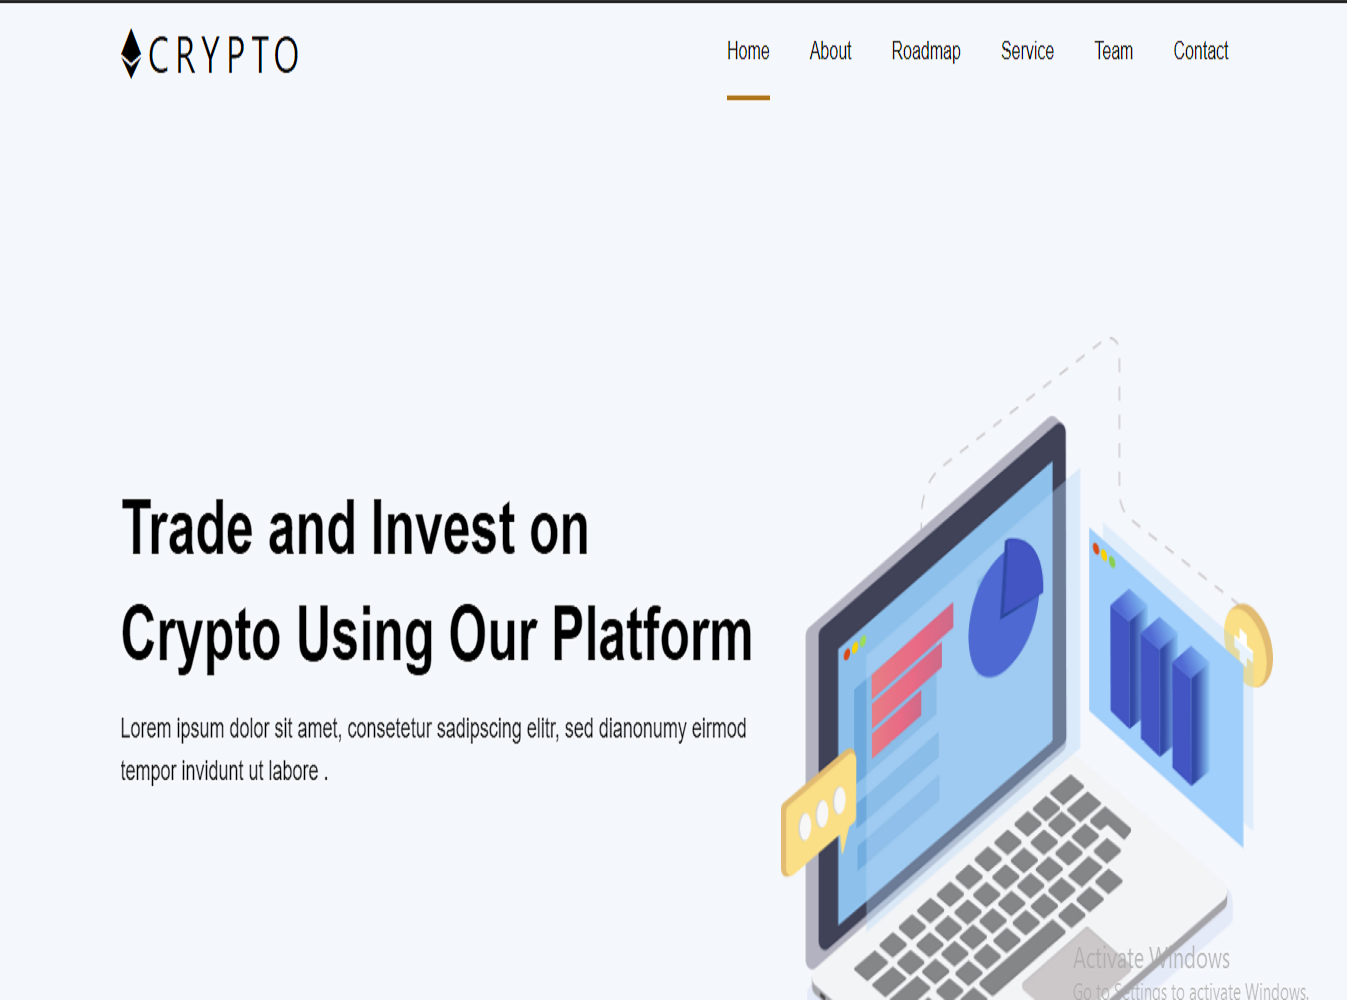 CRYPTO
Home About Roadmap Service Team Contact
Trade and Invest on
Crypto Using Our Platform
Lorem ipsum dolor sit amet, consetetur sadipscing elitr, sed dianonumy eirmod
tempor invidunt ut labore .
Activate Windows
Go to Settings to activate Windows.